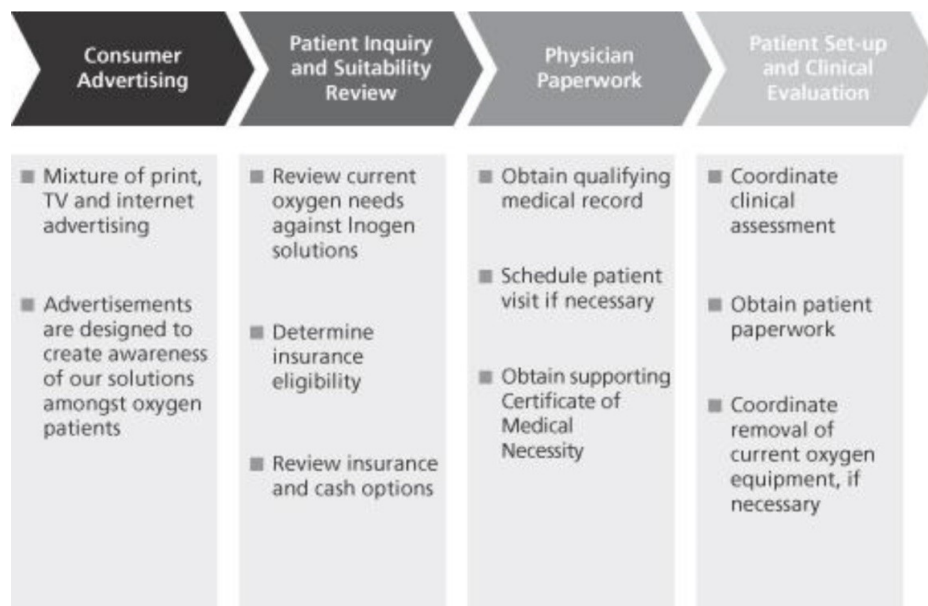 Consumer
Advertising
Patient Inquiry
and Suitability
Review
Physician
Paperwork
Patient Set-up
and Clinical
Evaluation
Mixture of print,
TV and internet
advertising
Advertisements
are designed to
create awareness
of our solutions
amongst oxygen
patients
Review current
oxygen needs
against Inogen
solutions
Determine
insurance
eligibility
Review insurance
and cash options
Obtain qualifying
medical record
Schedule patient
visit if necessary
Obtain supporting
Certificate of
Medical
Necessity
Coordinate
clinical
assessment
Obtain patient
paperwork
Coordinate
removal of
current oxygen
equipment, if
necessary